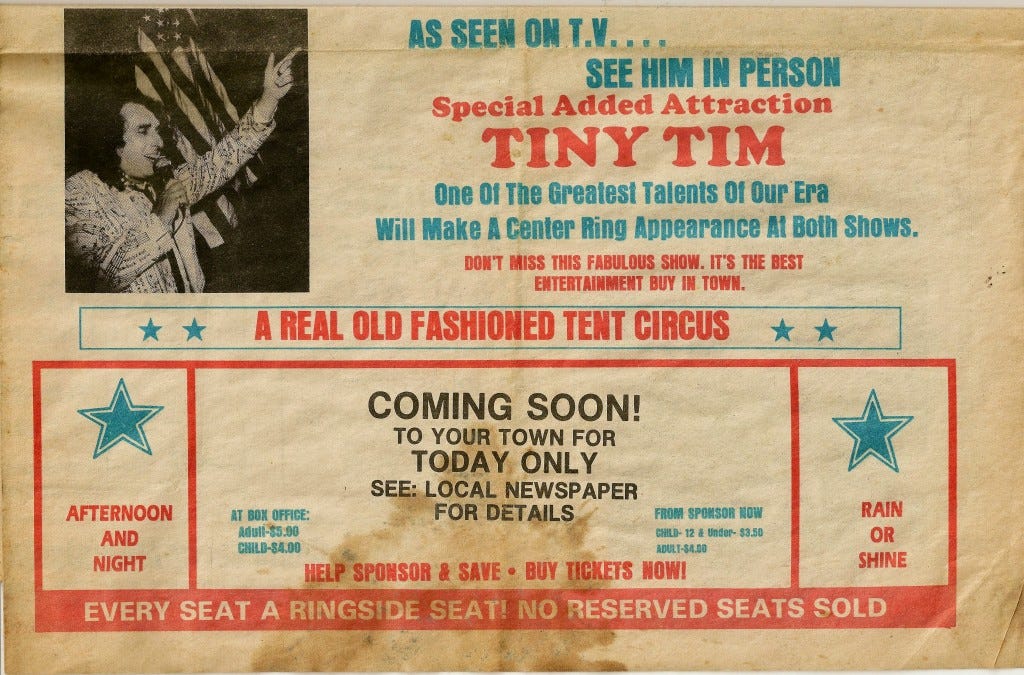 AS SEEN ON T.V. . . .
SEE HIM IN PERSON
Special Added Attraction
TINY TIM
One Of The Greatest Talents Of Our Era
Will Make A Center Ring Appearance At Both Shows.
DON'T MISS THIS FABULOUS SHOW. IT'S THE BEST
ENTERTAINMENT BUY IN TOWN.
A REAL OLD FASHIONED TENT CIRCUS
COMING SOON!
TO YOUR TOWN FOR
TODAY ONLY
SEE: LOCAL NEWSPAPER
FOR DETAILS
AFTERNOON
AND
NIGHT
AT BOX OFFICE:
Adult-$5.00
CHILD-$4.00
FROM SPONSOR NOW
CHILD- 12 & Under- $3.50
ADULT-$4.00
RAIN
OR
SHINE
HELP SPONSOR & SAVE • BUY TICKETS NOW!
EVERY SEAT A RINGSIDE SEAT! NO RESERVED SEATS SOLD